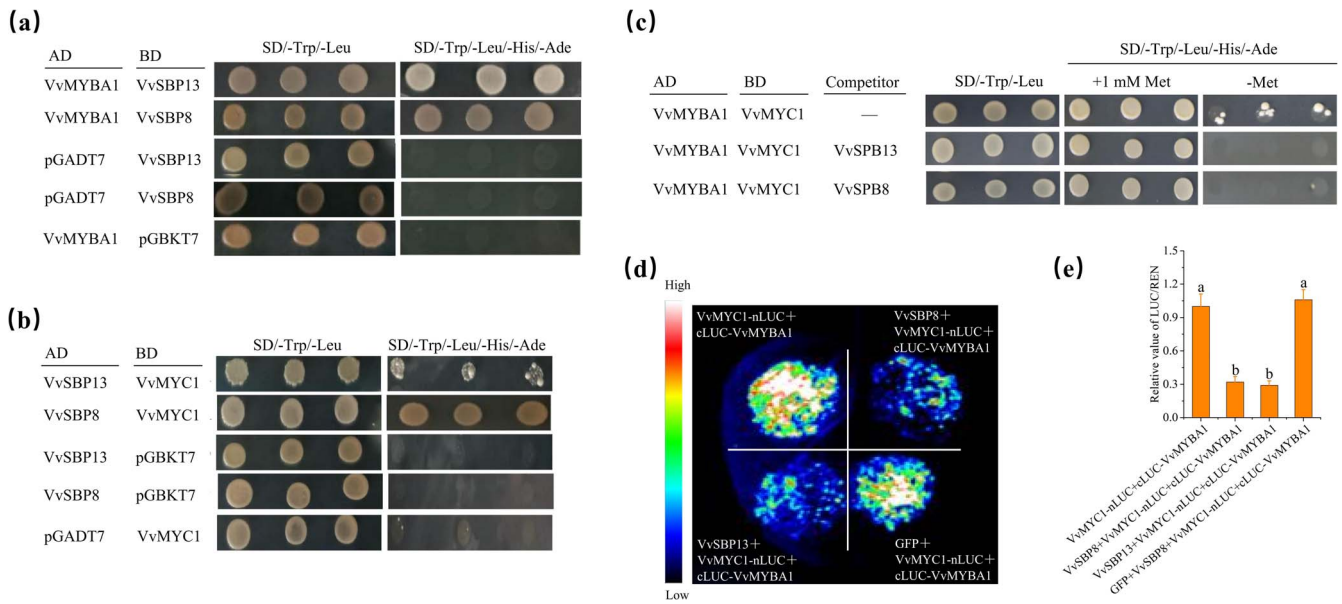 (a)
SD/-Trp/-Leu SD/-Trp/-Leu/-His/-Ade
AD BD
VvMYBA1 VvSBP13
VvMYBA1 VvSBP8
pGADT7 VvSBP13
pGADT7 VvSBP8
VvMYBA1 pGBKT7
(b)
SD/-Trp/-Leu SD/-Trp/-Leu/-His/-Ade
AD BD
VvSBP13 VvMYC1
VvSBP8 VvMYC1
VvSBP13 pGBKT7
VvSBP8 pGBKT7
pGADT7 VvMYC1
(c)
SD/-Trp/-Leu/-His/-Ade
AD BD Competitor SD/-Trp/-Leu +1 mM Met -Met
VvMYBA1 VvMYC1 —
VvMYBA1 VvMYC1 VvSPB13
VvMYBA1 VvMYC1 VvSPB8
(d)
High
Low
VvMYC1-nLUC+
cLUC-VvMYBA1
VvSBP8+
VvMYC1-nLUC+
cLUC-VvMYBA1
VvSBP13+
VvMYC1-nLUC+
cLUC-VvMYBA1
GFP+
VvMYC1-nLUC+
cLUC-VvMYBA1
(e)
Relative value of LUC/REN
1.5
1.2
0.9
0.6
0.3
0.0
a
b
b
a
VvMYC1-nLUC+cLUC-VvMYBA1
VvSBP8+VvMYC1-nLUC+cLUC-VvMYBA1
VvSBP13+VvMYC1-nLUC+cLUC-VvMYBA1
GFP+VvSBP8+VvMYC1-nLUC+cLUC-VvMYBA1